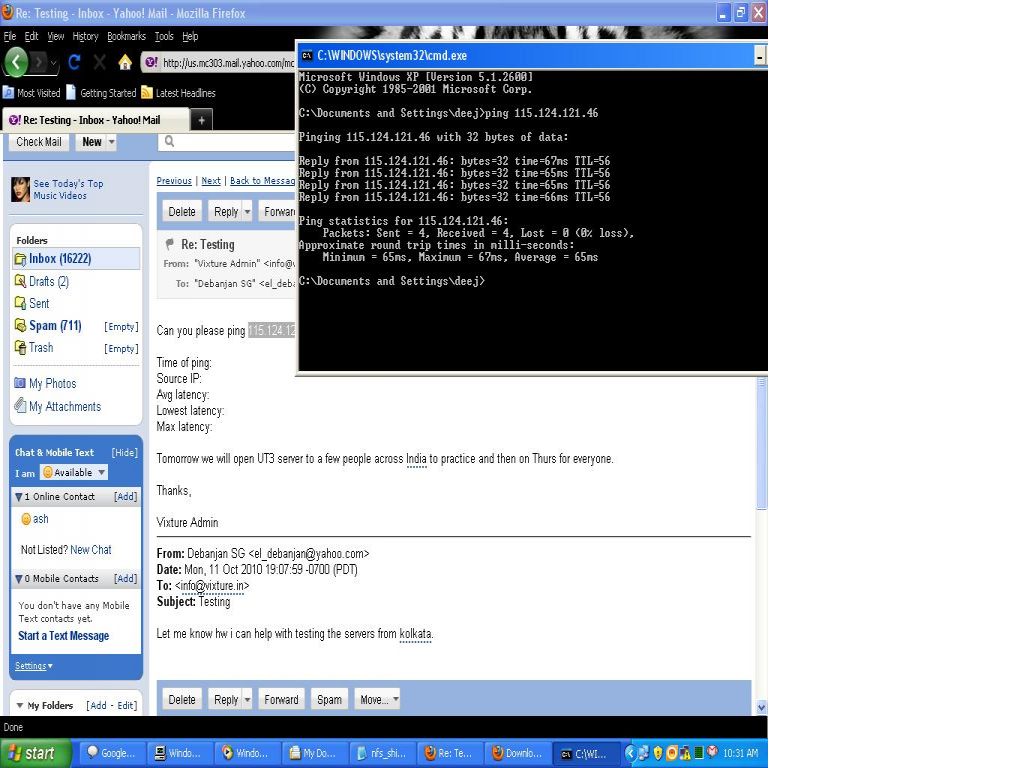 Re: Testing - Inbox - Yahoo! Mail - Mozilla Firefox
File Edit View History Bookmarks Tools Help
http://us.mc303.mail.yahoo.com/mc
Most Visited Getting Started Latest Headlines
Re: Testing - Inbox - Yahoo! Mail
Check Mail New
See Today's Top
Music Videos
Folders
Inbox (16222)
Drafts (2)
Sent
Spam (711) [Empty]
Trash [Empty]
My Photos
My Attachments
Chat & Mobile Text [Hide]
I am Available
1 Online Contact [Add]
ash
Not Listed? New Chat
0 Mobile Contacts [Add]
You don't have any Mobile
Text contacts yet.
Start a Text Message
Settings
My Folders [Add - Edit]
Previous | Next | Back to Messag
Delete Reply Forwar
Re: Testing
From: "Vixture Admin" <info@v
To: "Debanjan SG" <el_deba
Can you please ping 115.124.12
Time of ping:
Source IP:
Avg latency:
Lowest latency:
Max latency:
Tomorrow we will open UT3 server to a few people across India to practice and then on Thurs for everyone.
Thanks,
Vixture Admin
From: Debanjan SG <el_debanjan@yahoo.com>
Date: Mon, 11 Oct 2010 19:07:59 -0700 (PDT)
To: <info@vixture.in>
Subject: Testing
Let me know hw i can help with testing the servers from kolkata.
Delete Reply Forward Spam Move...
C:\WINDOWS\system32\cmd.exe
Microsoft Windows XP [Version 5.1.2600]
(C) Copyright 1985-2001 Microsoft Corp.
C:\Documents and Settings\deej>ping 115.124.121.46
Pinging 115.124.121.46 with 32 bytes of data:
Reply from 115.124.121.46: bytes=32 time=67ms TTL=56
Reply from 115.124.121.46: bytes=32 time=65ms TTL=56
Reply from 115.124.121.46: bytes=32 time=65ms TTL=56
Reply from 115.124.121.46: bytes=32 time=66ms TTL=56
Ping statistics for 115.124.121.46:
Packets: Sent = 4, Received = 4, Lost = 0 (0% loss),
Approximate round trip times in milli-seconds:
Minimum = 65ms, Maximum = 67ms, Average = 65ms
C:\Documents and Settings\deej>
Done
start Google... Windo... Windo... My Do... nfs_shi... Re: Te... Downlo... C:\WI... 10:31 AM